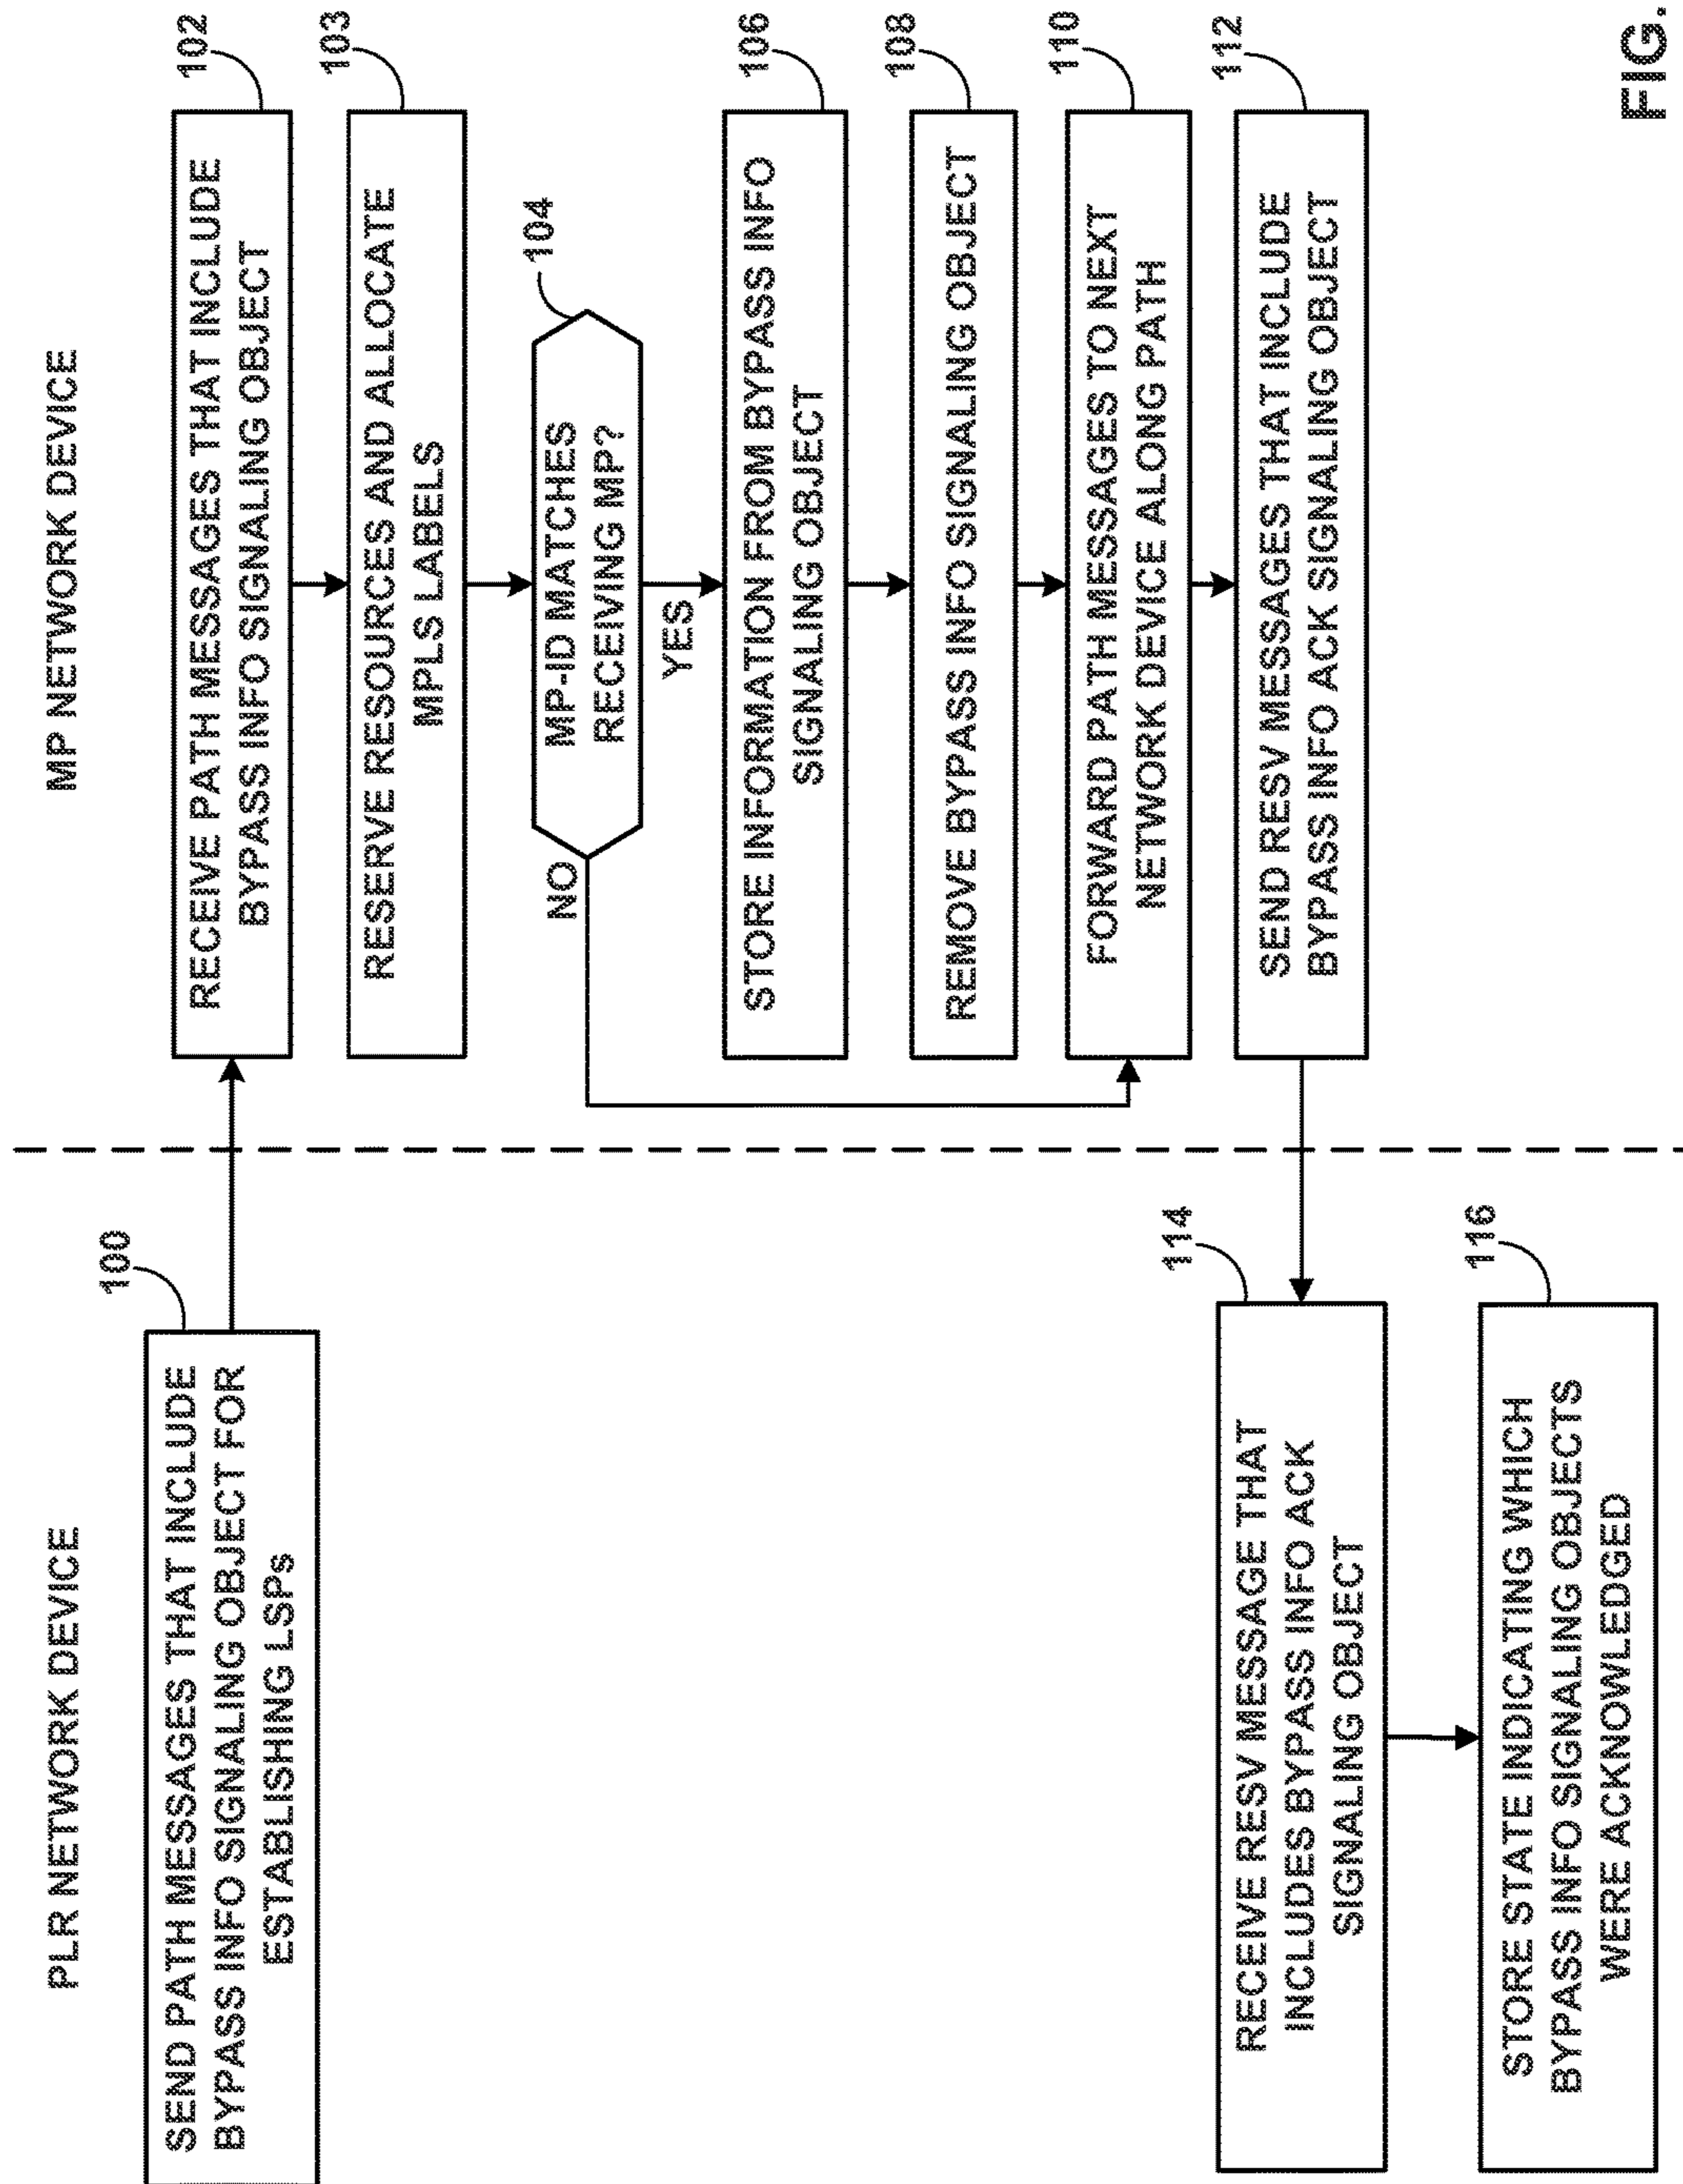 PLR NETWORK DEVICE
MP NETWORK DEVICE
100
SEND PATH MESSAGES THAT INCLUDE
BYPASS INFO SIGNALING OBJECT FOR
ESTABLISHING LSPs
102
RECEIVE PATH MESSAGES THAT INCLUDE
BYPASS INFO SIGNALING OBJECT
103
RESERVE RESOURCES AND ALLOCATE
MPLS LABELS
104
MP-ID MATCHES
RECEIVING MP?
NO
YES
106
STORE INFORMATION FROM BYPASS INFO
SIGNALING OBJECT
108
REMOVE BYPASS INFO SIGNALING OBJECT
110
FORWARD PATH MESSAGES TO NEXT
NETWORK DEVICE ALONG PATH
112
SEND RESV MESSAGES THAT INCLUDE
BYPASS INFO ACK SIGNALING OBJECT
114
RECEIVE RESV MESSAGE THAT
INCLUDES BYPASS INFO ACK
SIGNALING OBJECT
116
STORE STATE INDICATING WHICH
BYPASS INFO SIGNALING OBJECTS
WERE ACKNOWLEDGED
FIG.